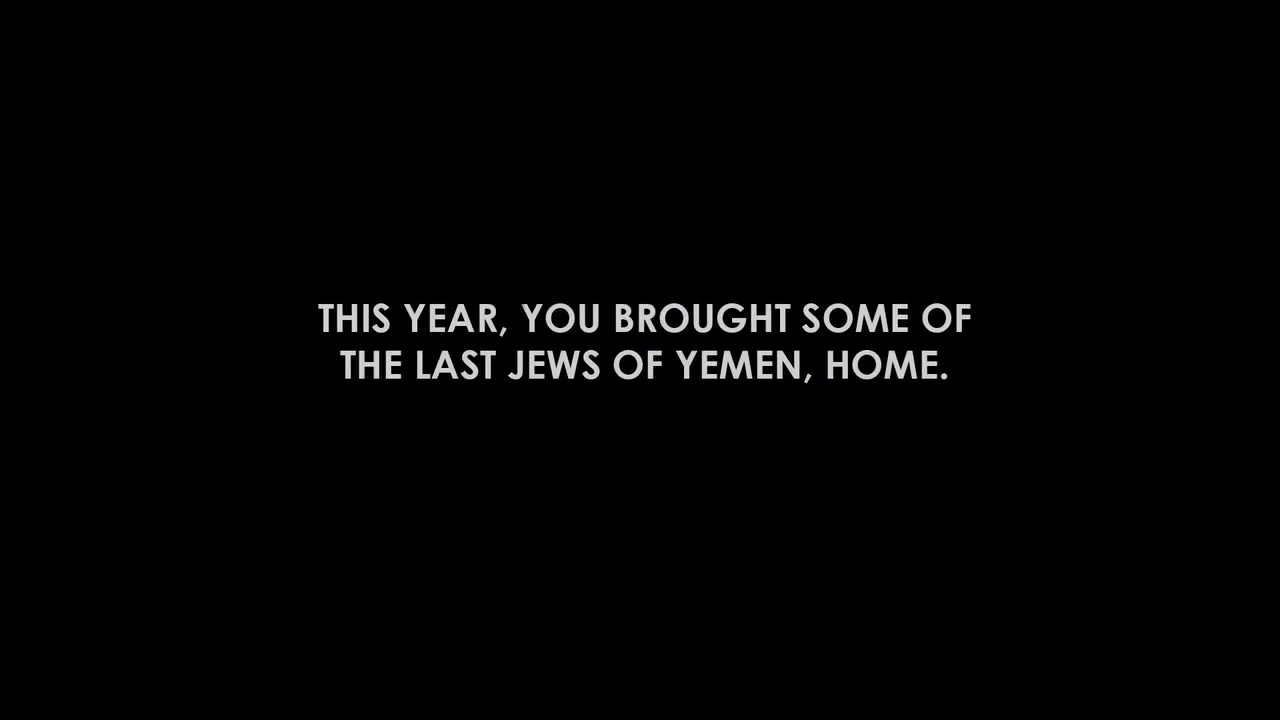 THIS YEAR, YOU BROUGHT SOME OF
THE LAST JEWS OF YEMEN, HOME.